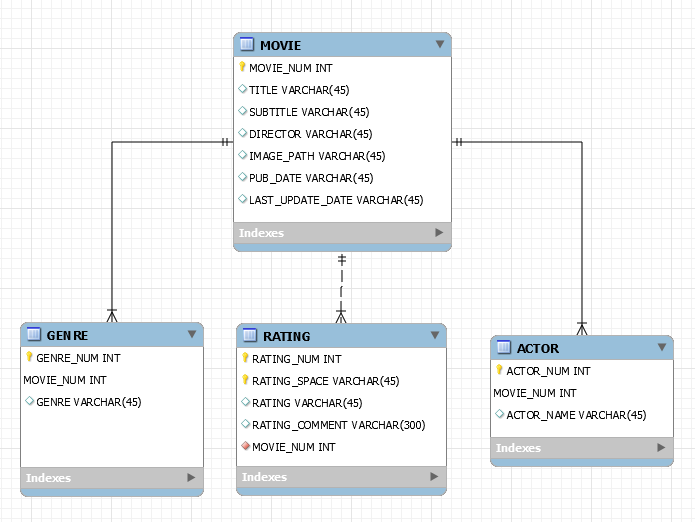 MOVIE
MOVIE_NUM INT
TITLE VARCHAR(45)
SUBTITLE VARCHAR(45)
DIRECTOR VARCHAR(45)
IMAGE_PATH VARCHAR(45)
PUB_DATE VARCHAR(45)
LAST_UPDATE_DATE VARCHAR(45)
Indexes
GENRE
GENRE_NUM INT
MOVIE_NUM INT
GENRE VARCHAR(45)
Indexes
RATING
RATING_NUM INT
RATING_SPACE VARCHAR(45)
RATING VARCHAR(45)
RATING_COMMENT VARCHAR(300)
MOVIE_NUM INT
Indexes
ACTOR
ACTOR_NUM INT
MOVIE_NUM INT
ACTOR_NAME VARCHAR(45)
Indexes